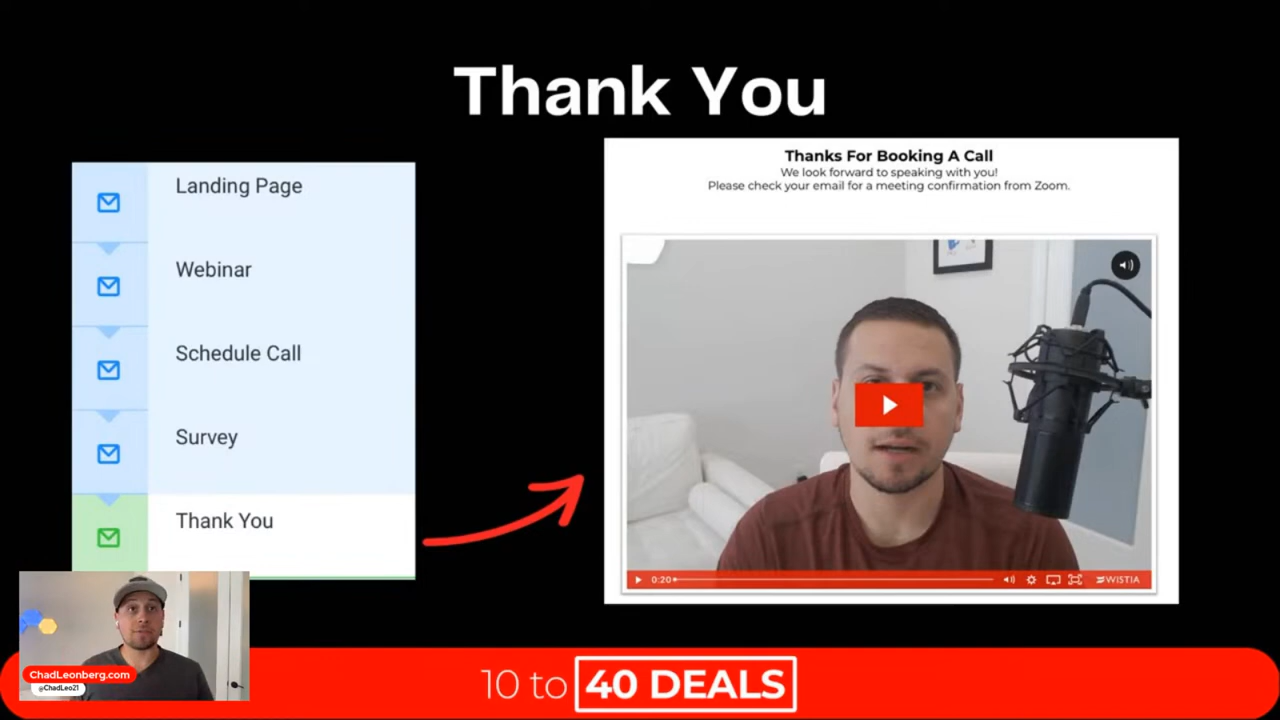 Thank You
Landing Page
Webinar
Schedule Call
Survey
Thank You
Thanks For Booking A Call
We look forward to speaking with you!
Please check your email for a meeting confirmation from Zoom.
0:20
WISTIA
ChadLeonberg.com
@ChadLeo21
10 to 40 DEALS